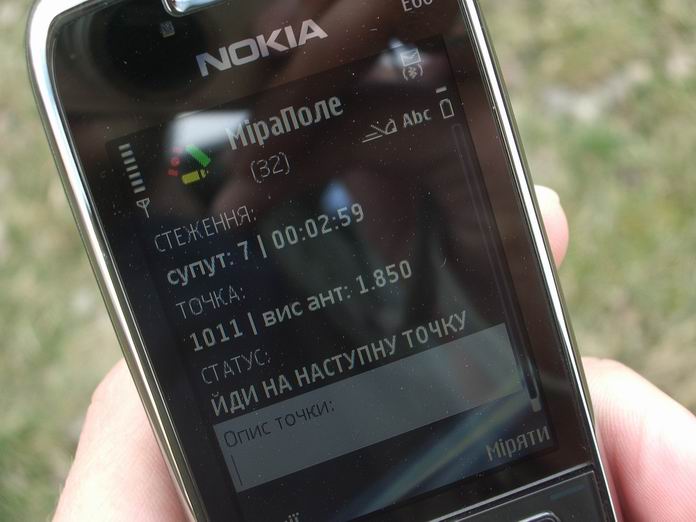 NOKIA
МіраПоле
Abc
(32)
СТЕЖЕННЯ:
супут: 7 | 00:02:59
ТОЧКА:
1011 | вис ант: 1.850
СТАТУС:
ЙДИ НА НАСТУПНУ ТОЧКУ
Опис точки:
Міряти